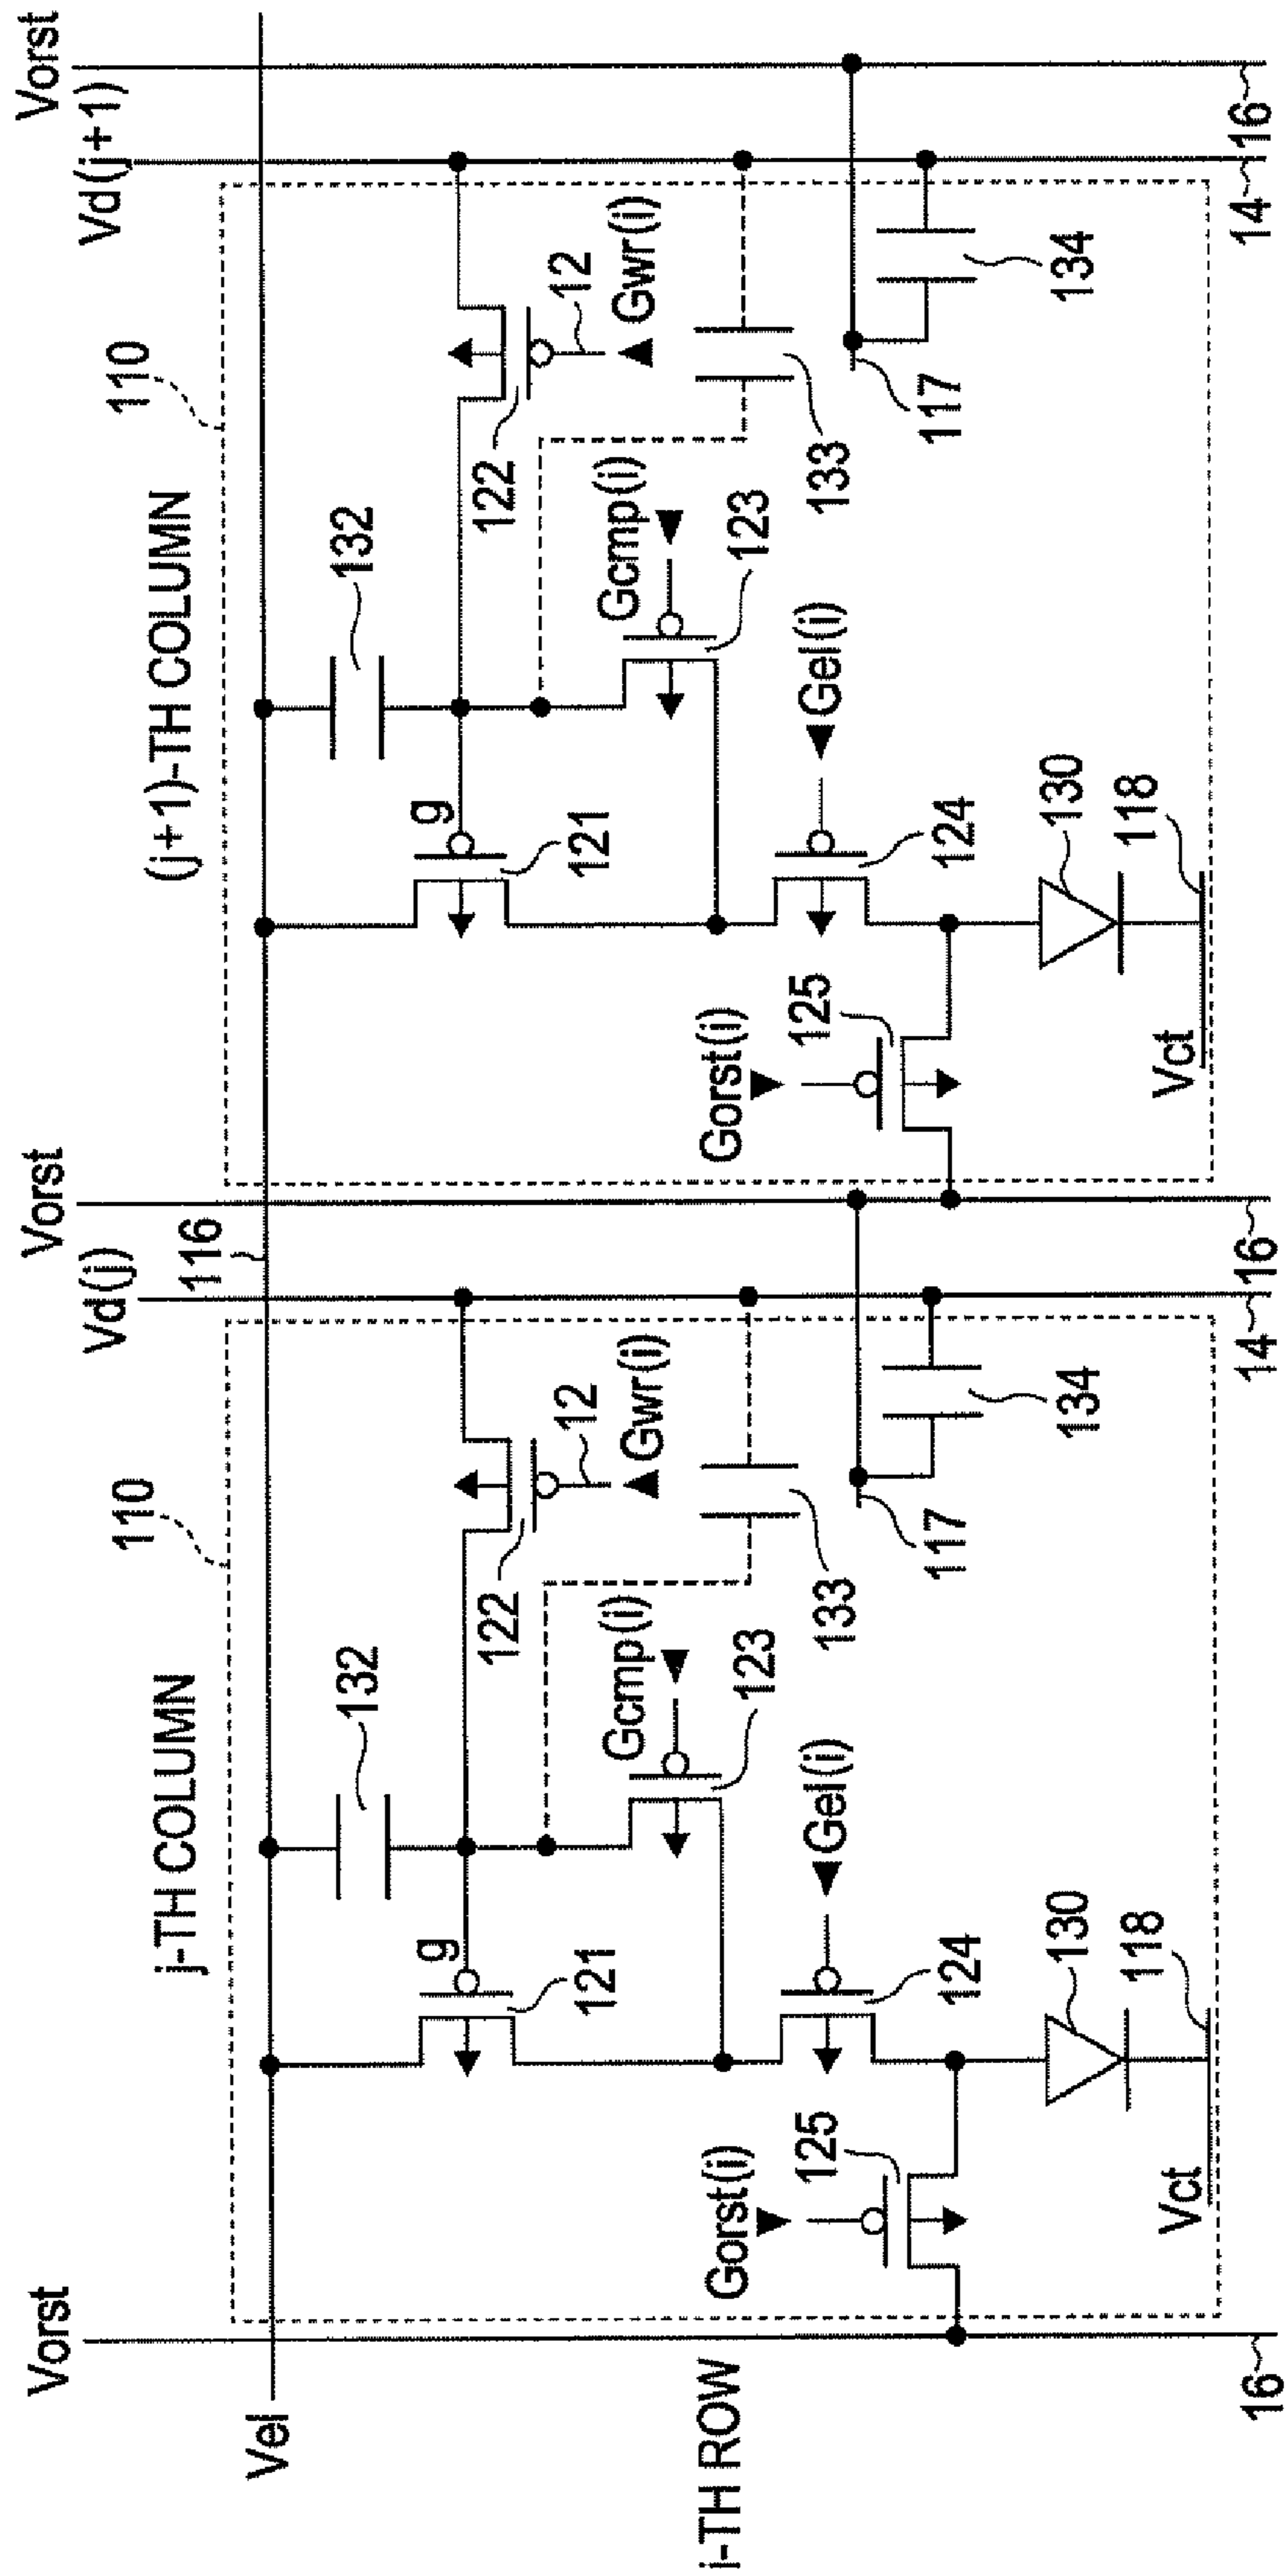 Vorst
Vel
i-TH ROW
j-TH COLUMN
110
Vd(j)
Vorst
116
132
g
121
122
12
Gwr(i)
Gcmp(i)
123
133
Gel(i)
124
Gorst(i)
125
130
118
Vct
117
134
16
14
16
(j+1)-TH COLUMN
110
Vd(j+1)
Vorst
132
g
121
122
12
Gwr(i)
Gcmp(i)
123
133
Gel(i)
124
Gorst(i)
125
130
118
Vct
117
134
14
16